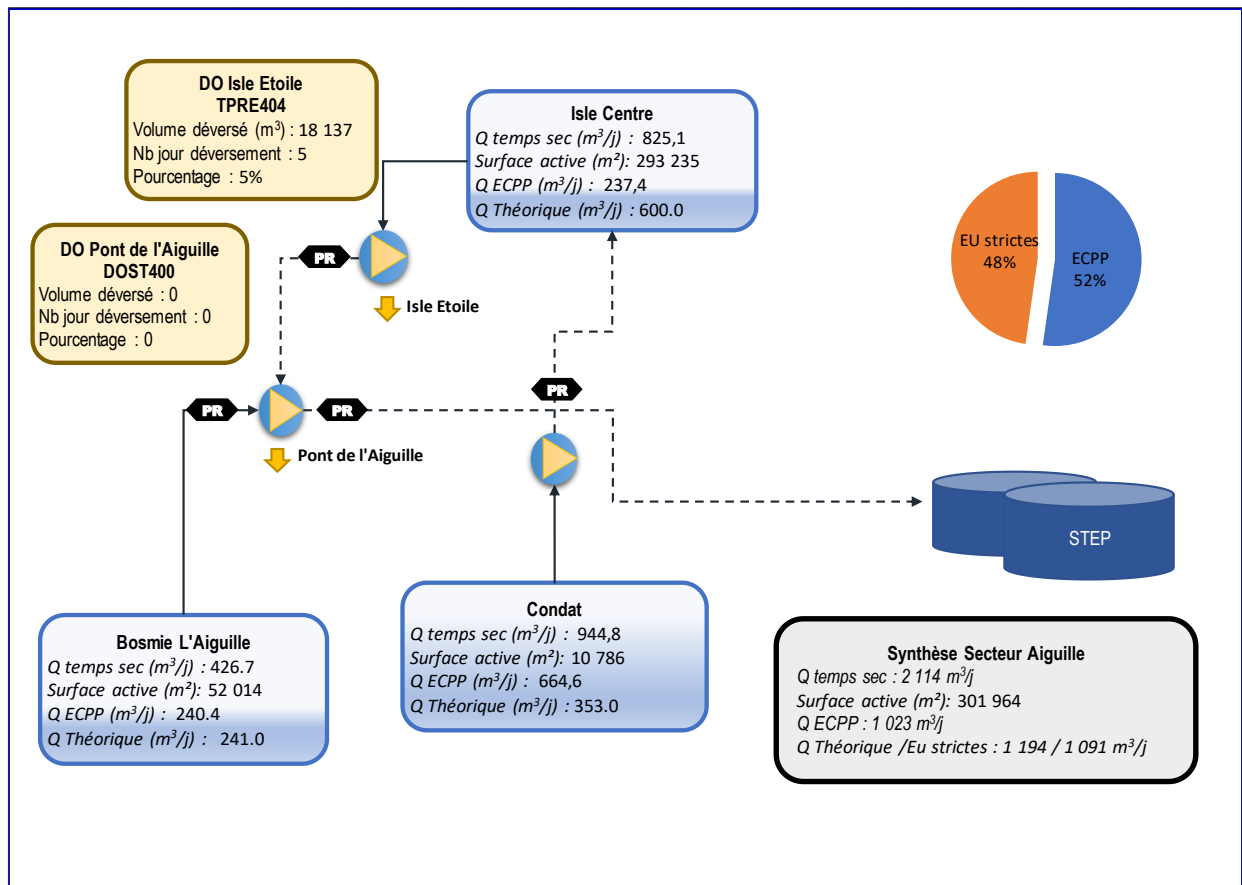 DO Isle Etoile
TPRE404
Volume déversé (m³) : 18 137
Nb jour déversement : 5
Pourcentage : 5%
Isle Centre
Q temps sec (m³/j) : 825,1
Surface active (m²): 293 235
Q ECPP (m³/j) : 237,4
Q Théorique (m³/j) : 600.0
DO Pont de l'Aiguille
DOST400
Volume déversé : 0
Nb jour déversement : 0
Pourcentage : 0
PR
Isle Etoile
EU strictes
48%
ECPP
52%
PR
PR
PR
Pont de l'Aiguille
STEP
Bosmie L'Aiguille
Q temps sec (m³/j) : 426.7
Surface active (m²): 52 014
Q ECPP (m³/j) : 240.4
Q Théorique (m³/j) : 241.0
Condat
Q temps sec (m³/j) : 944,8
Surface active (m²): 10 786
Q ECPP (m³/j) : 664,6
Q Théorique (m³/j) : 353.0
Synthèse Secteur Aiguille
Q temps sec : 2 114 m³/j
Surface active (m²): 301 964
Q ECPP : 1 023 m³/j
Q Théorique /Eu strictes : 1 194 / 1 091 m³/j